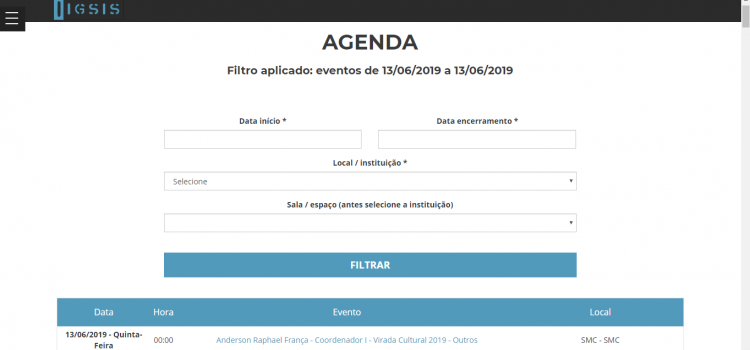 IGSIS
AGENDA
Filtro aplicado: eventos de 13/06/2019 a 13/06/2019
Data início * Data encerramento *
Local / instituição *
Selecione
Sala / espaço (antes selecione a instituição)
FILTRAR
Data Hora Evento Local
13/06/2019 - Quinta-
Feira 00:00 Anderson Raphael França - Coordenador I - Virada Cultural 2019 - Outros SMC - SMC